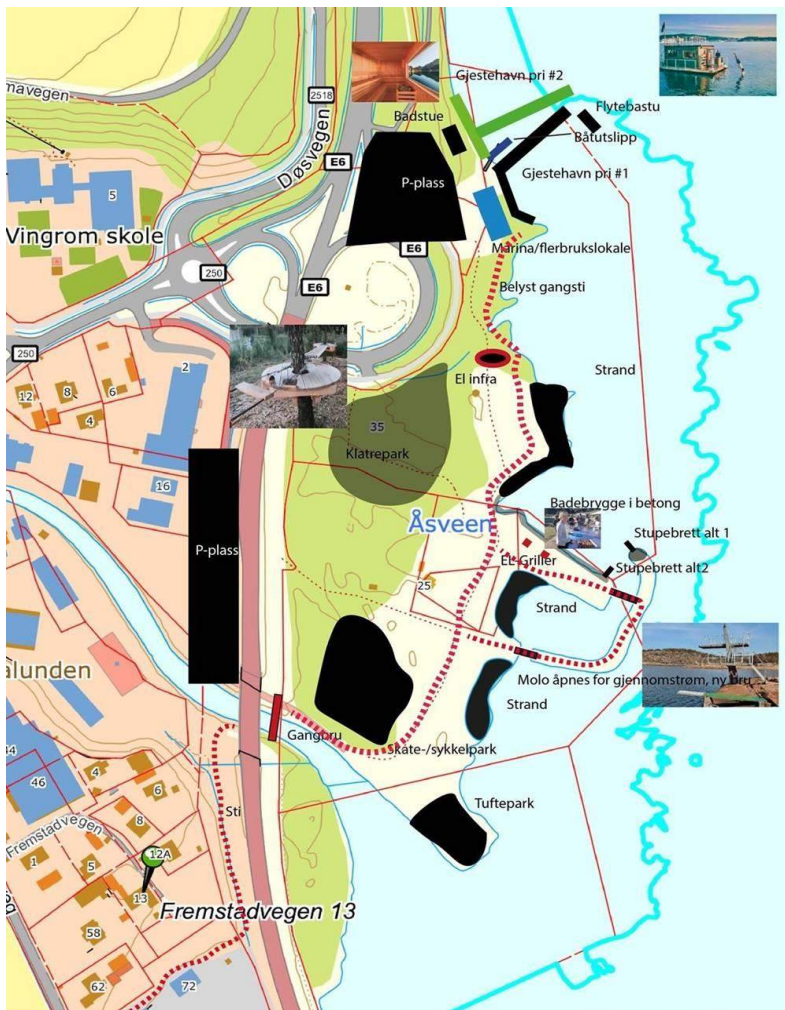 mavegen
2518
Døsvegen
E6
5
Vingrom skole
250
E6
E6
250
12
8
6
4
2
16
Gjestehavn pri #2
Badstue
Flytebastu
Båtutslipp
P-plass
Gjestehavn pri #1
Marina/flerbrukslokale
Belyst gangsti
Strand
El infra
35
Klatrepark
P-plass
Åsveen
Badebrygge i betong
Stupebrett alt 1
EL-Griller
Stupebrett alt2
25
Strand
Molo åpnes for gjennomstrøm, ny bru
Strand
alunden
Gangbru
Skate-/sykkelpark
Tuftepark
Sti
44
46
4
6
8
Fremstadvegen
1
5
12A
13
Fremstadvegen 13
58
62
72